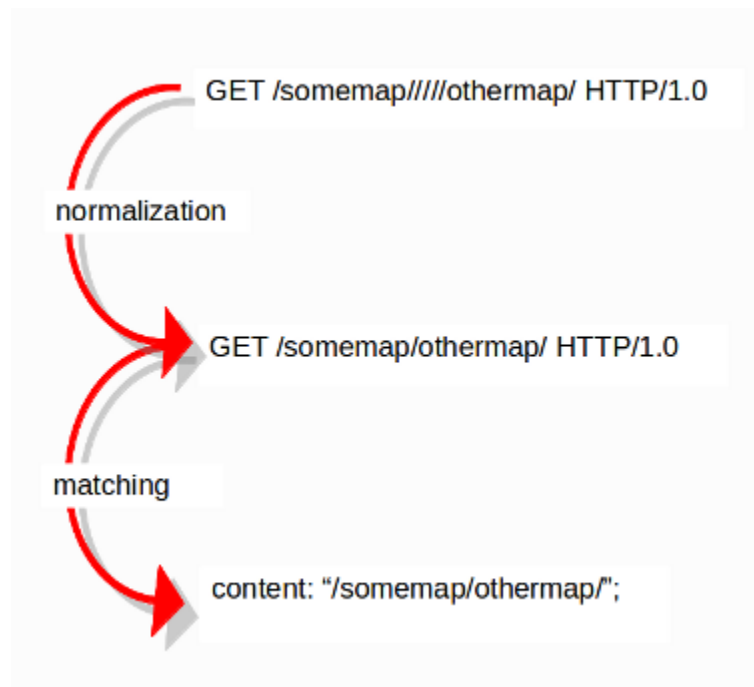 GET /somemap/////othermap/ HTTP/1.0
normalization
GET /somemap/othermap/ HTTP/1.0
matching
content: “/somemap/othermap/”;